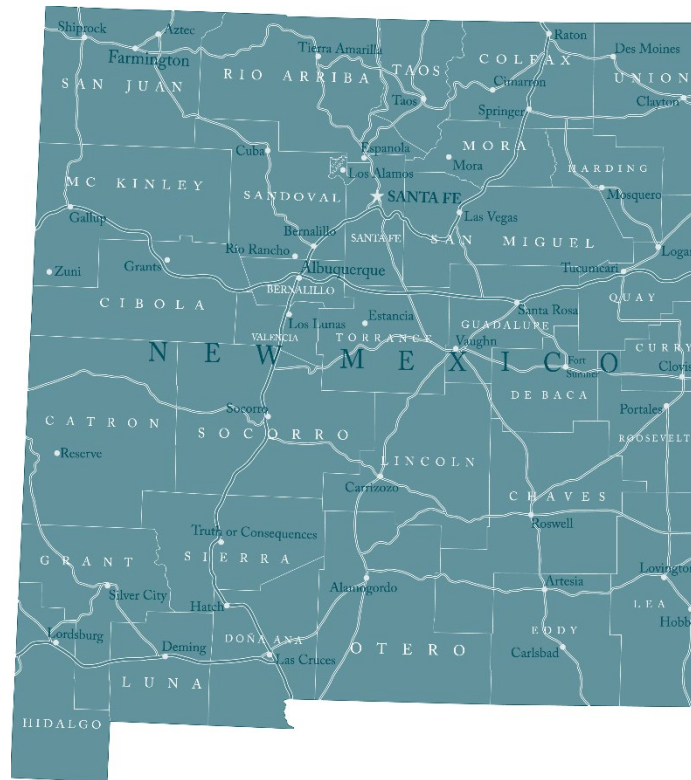 Shiprock
Aztec
Farmington
SAN JUAN
Tierra Amarilla
RIO ARRIBA
TAOS
Taos
COLFAX
Raton
Cimarron
Des Moines
UNION
Clayton
Springer
Cuba
Espanola
Los Alamos
Mora
MORA
HARDING
Mosquero
MC KINLEY
SANDOVAL
SANTA FE
Gallup
Las Vegas
Bernalillo
SANTA FE
SAN MIGUEL
Logan
Rio Rancho
Zuni
Grants
Albuquerque
Tucumcari
BERNALILLO
QUAY
CIBOLA
Los Lunas
Estancia
Santa Rosa
GUADALUPE
VALENCIA
TORRANCE
Vaughn
CURRY
NEW MEXICO
Fort
Sumner
Clovis
DE BACA
Socorro
Portales
CATRON
SOCORRO
ROOSEVELT
Reserve
LINCOLN
Carrizozo
CHAVES
Roswell
Truth or Consequences
GRANT
SIERRA
Lovington
Silver City
Alamogordo
Artesia
Hatch
LEA
Hobb
Lordsburg
DOÑA ANA
EDDY
Deming
Las Cruces
OTERO
Carlsbad
LUNA
HIDALGO